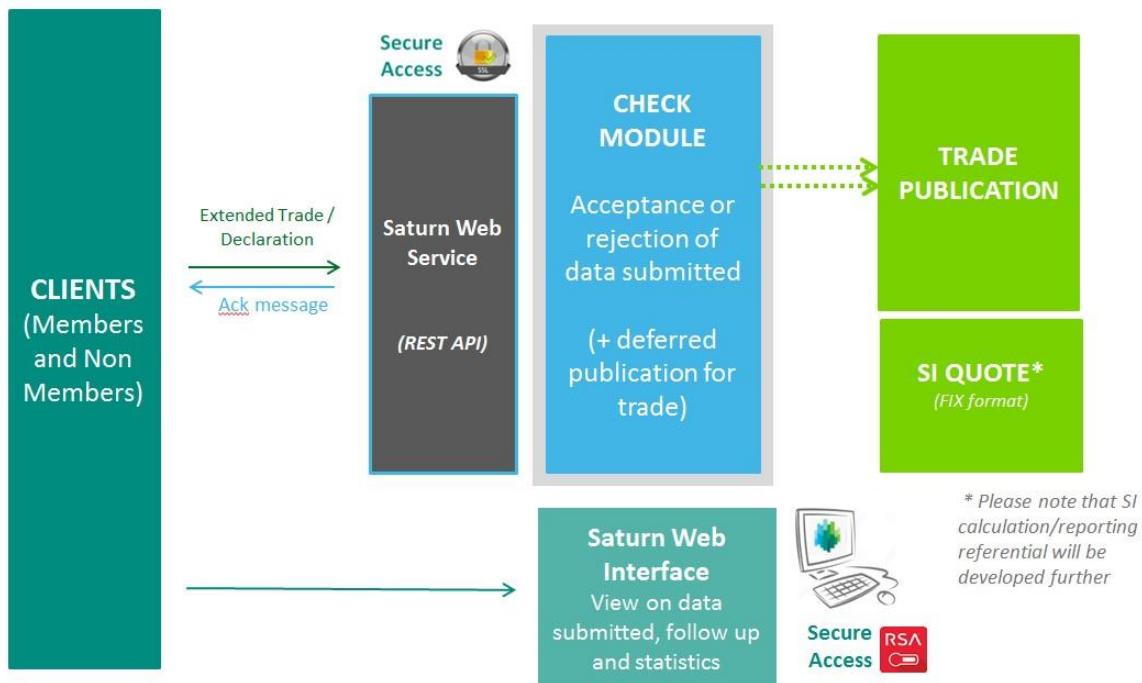 Secure
Access
SSL
CLIENTS
(Members
and Non
Members)
Extended Trade /
Declaration
Ack message
Saturn Web
Service
(REST API)
CHECK
MODULE
Acceptance or
rejection of
data submitted
(+ deferred
publication for
trade)
TRADE
PUBLICATION
SI QUOTE*
(FIX format)
* Please note that SI
calculation/reporting
referential will be
developed further
Saturn Web
Interface
View on data
submitted, follow up
and statistics
Secure
Access
RSA